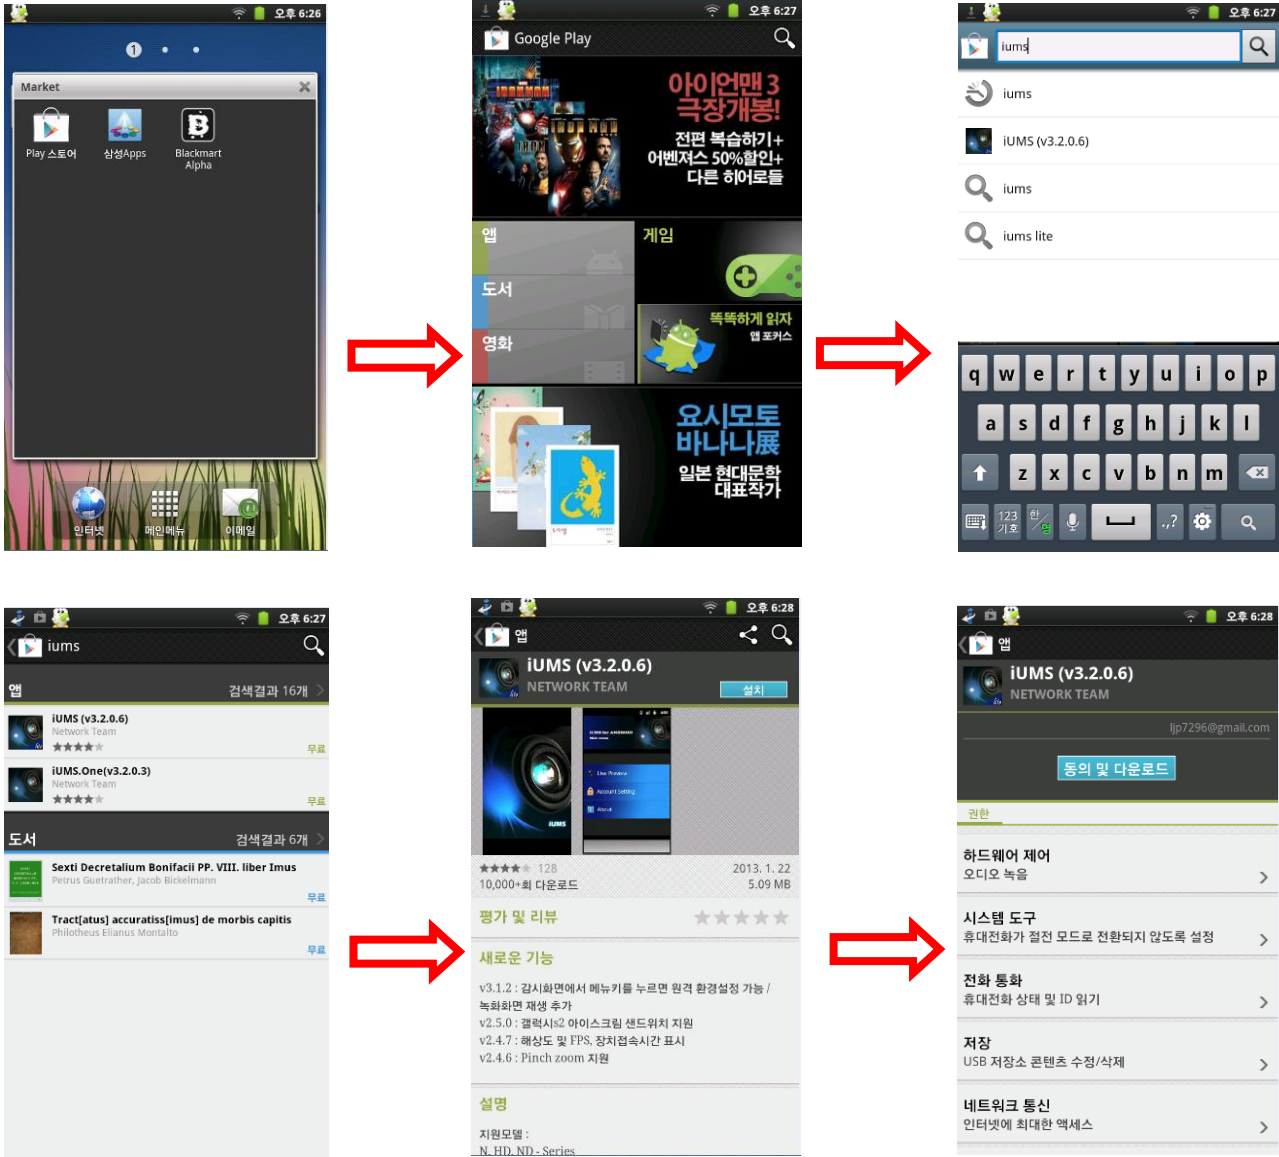 오후 6:26
1
Market
Play 스토어
삼성Apps
Blackmart
Alpha
인터넷
메인메뉴
이메일
오후 6:27
Google Play
아이언맨 3
극장개봉!
전편 복습하기+
어벤져스 50%할인+
다른 히어로들
앱
게임
도서
똑똑하게 읽자
앱 포커스
영화
요시모토
바나나展
일본 현대문학
대표작가
오후 6:27
iums
iums
iUMS (v3.2.0.6)
iums
iums lite
q w e r t y u i o p
a s d f g h j k l
z x c v b n m
123
기호
한/영
.,?
오후 6:27
iums
앱
검색결과 16개
iUMS (v3.2.0.6)
Network Team
무료
iUMS.One(v3.2.0.3)
Network Team
무료
도서
검색결과 6개
Sexti Decretalium Bonifacii PP. VIII. liber Imus
Petrus Guetrather, Jacob Bickelmann
무료
Tract[atus] accuratiss[imus] de morbis capitis
Philotheus Elianus Montalto
무료
오후 6:28
앱
iUMS (v3.2.0.6)
NETWORK TEAM
설치
lite
iUMS
iUMS for ANDROID
Live Preview
Account Setting
About
128
2013. 1. 22
10,000+회 다운로드
5.09 MB
평가 및 리뷰
새로운 기능
v3.1.2 : 감시화면에서 메뉴키를 누르면 원격 환경설정 가능 /
녹화화면 재생 추가
v2.5.0 : 갤럭시s2 아이스크림 샌드위치 지원
v2.4.7 : 해상도 및 FPS, 장치접속시간 표시
v2.4.6 : Pinch zoom 지원
설명
지원모델 :
N, HD, ND - Series
오후 6:28
앱
iUMS (v3.2.0.6)
NETWORK TEAM
lite
ljp7296@gmail.com
동의 및 다운로드
권한
하드웨어 제어
오디오 녹음
시스템 도구
휴대전화가 절전 모드로 전환되지 않도록 설정
전화 통화
휴대전화 상태 및 ID 읽기
저장
USB 저장소 콘텐츠 수정/삭제
네트워크 통신
인터넷에 최대한 액세스